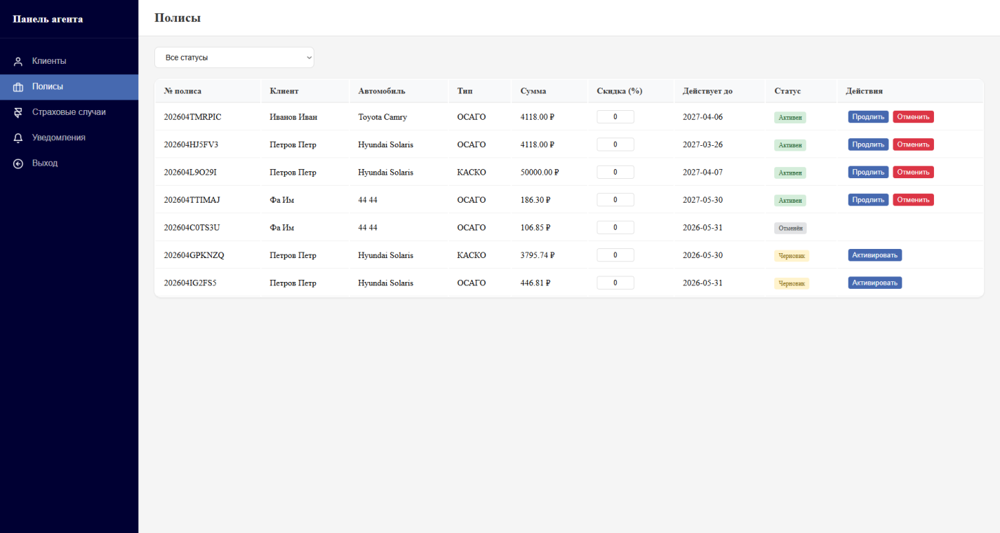 Панель агента
Клиенты
Полисы
Страховые случаи
Уведомления
Выход
Полисы
Все статусы
№ полиса Клиент Автомобиль Тип Сумма Скидка (%) Действует до Статус Действия
202604TMRPIC Иванов Иван Toyota Camry ОСАГО 4118.00 ₽ 0 2027-04-06 Активен Продлить Отменить
202604HJ5FV3 Петров Петр Hyundai Solaris ОСАГО 4118.00 ₽ 0 2027-03-26 Активен Продлить Отменить
202604L9O29I Петров Петр Hyundai Solaris КАСКО 50000.00 ₽ 0 2027-04-07 Активен Продлить Отменить
202604TTIMAJ Фа Им 44 44 ОСАГО 186.30 ₽ 0 2027-05-30 Активен Продлить Отменить
202604C0TS3U Фа Им 44 44 ОСАГО 106.85 ₽ 0 2026-05-31 Отменён
202604GPKNZQ Петров Петр Hyundai Solaris КАСКО 3795.74 ₽ 0 2026-05-30 Черновик Активировать
202604IG2FS5 Петров Петр Hyundai Solaris ОСАГО 446.81 ₽ 0 2026-05-31 Черновик Активировать